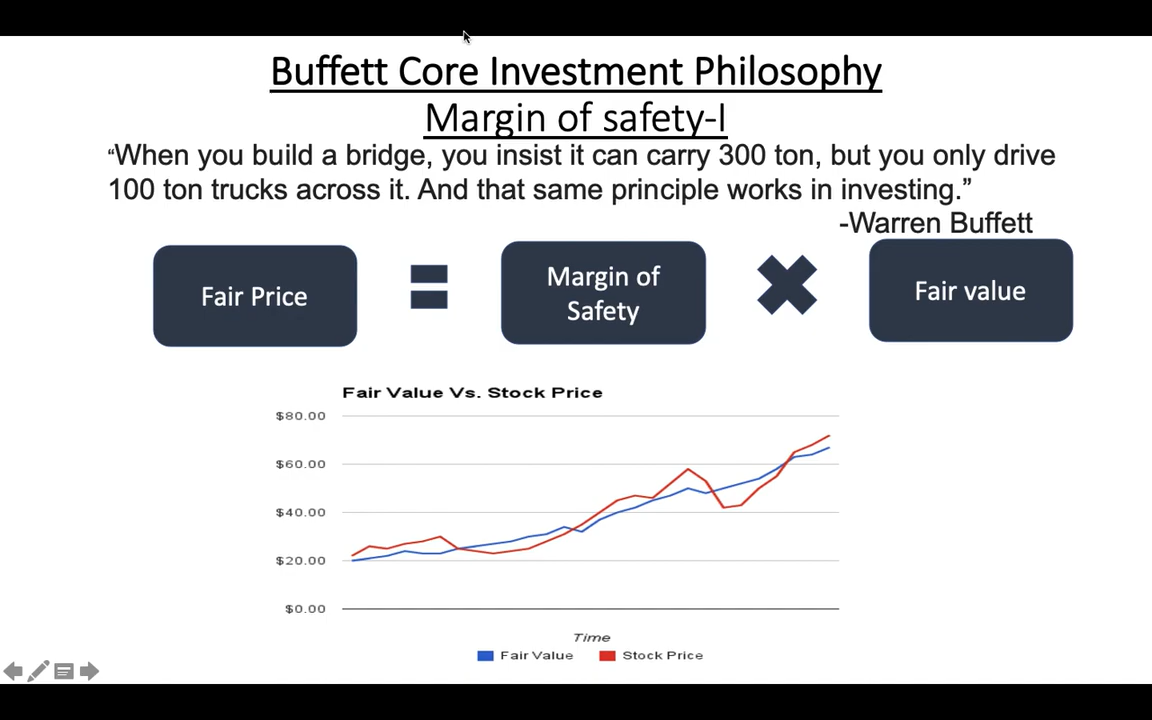 Buffett Core Investment Philosophy
Margin of safety-I
“When you build a bridge, you insist it can carry 300 ton, but you only drive
100 ton trucks across it. And that same principle works in investing.”
-Warren Buffett
Fair Price
Margin of
Safety
Fair value
Fair Value Vs. Stock Price
$80.00
$60.00
$40.00
$20.00
$0.00
Time
Fair Value
Stock Price